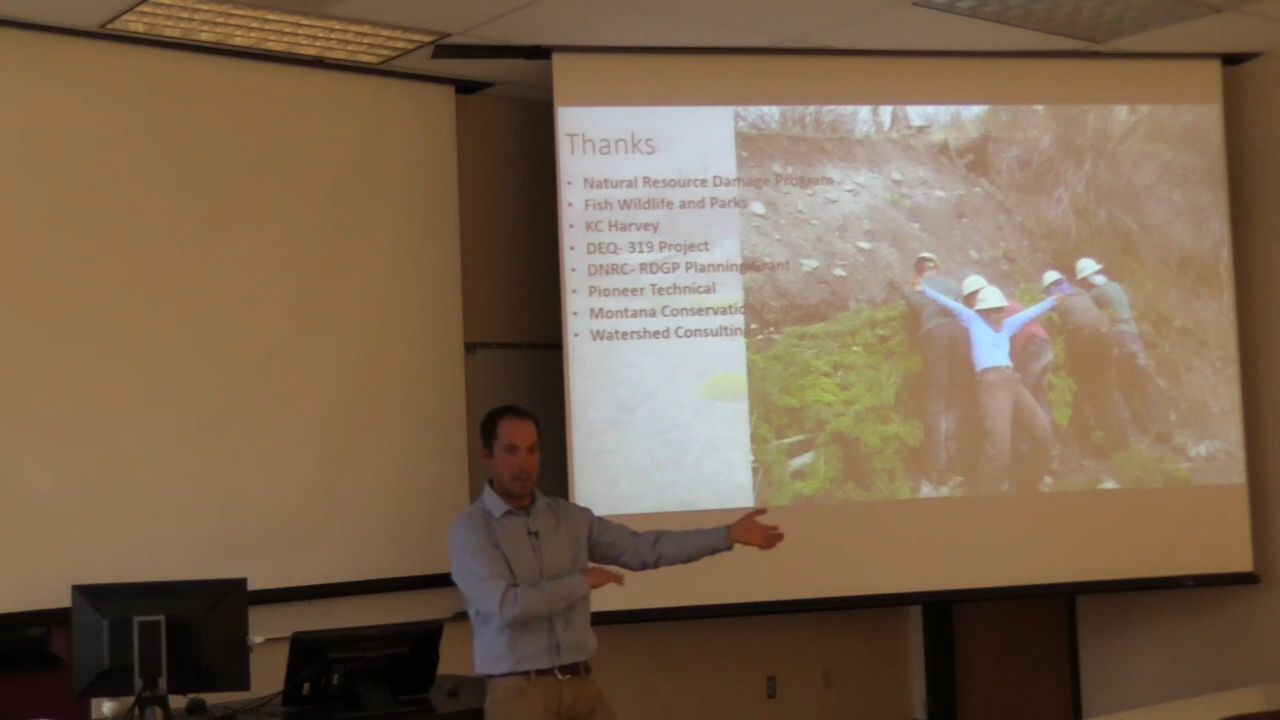 Thanks
• Natural Resource Damage Program
• Fish Wildlife and Parks
• KC Harvey
• DEQ- 319 Project
• DNRC- RDGP Planning Grant
• Pioneer Technical
• Montana Conservatio
• Watershed Consulting